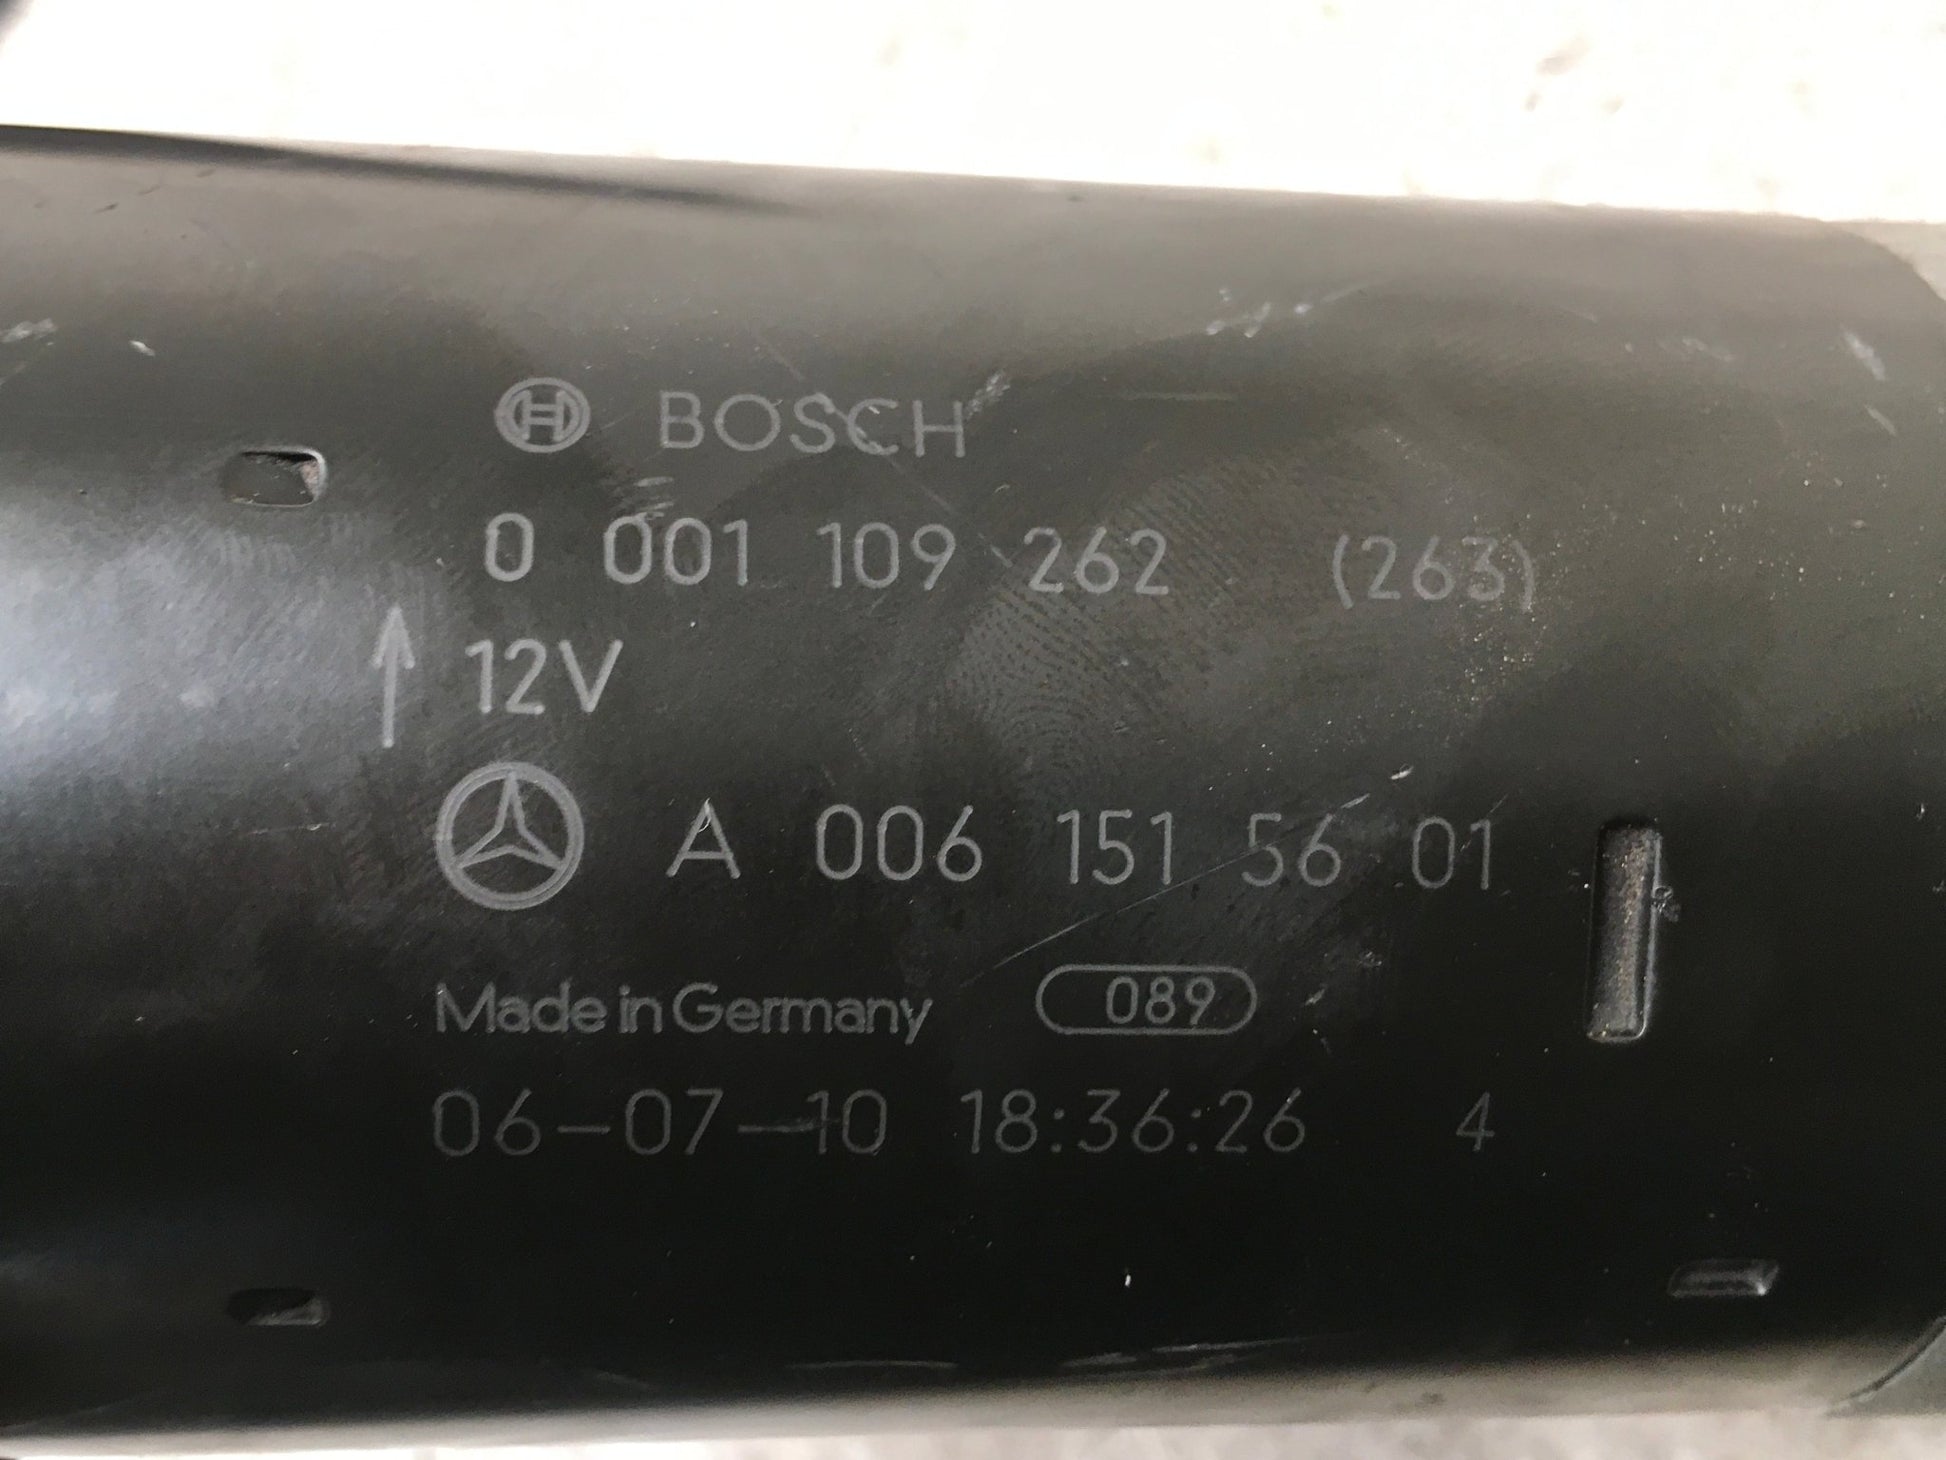 BOSCH
0 001 109 262 (263)
12V
A 006 151 56 01
Made in Germany 089
06-07-10 18:36:26 4